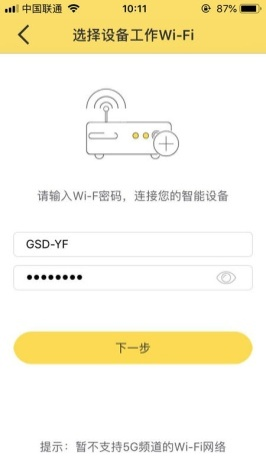 中国联通 10:11 87%
选择设备工作Wi-Fi
请输入Wi-F密码，连接您的智能设备
GSD-YF
••••••••
下一步
提示：暂不支持5G频道的Wi-Fi网络